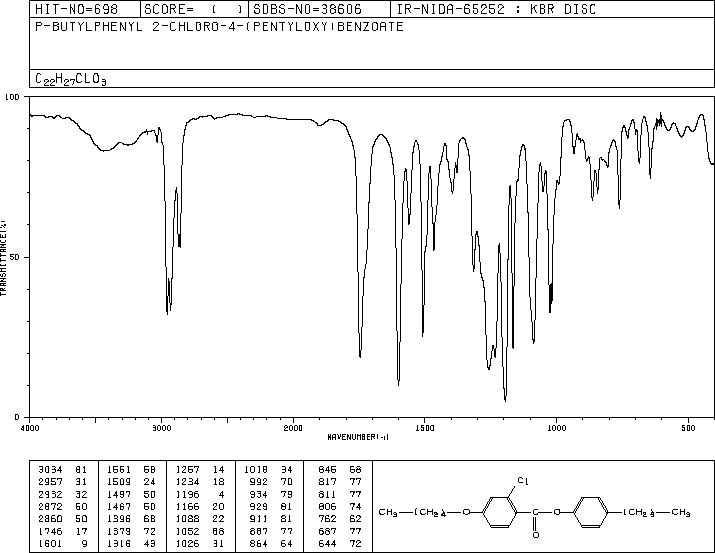 HIT-NO=698 SCORE= ( ) SDBS-NO=38606 IR-NIDA-65252 : KBR DISC
P-BUTYLPHENYL 2-CHLORO-4-(PENTYLOXY)BENZOATE
C22H27CLO3
100
50
0
TRANSMITTANCE(%)
4000 3000 2000 1500 1000 500
WAVENUMBER(-1)
3034 81 1561 58 1257 14 1018 34 845 68
2957 31 1509 24 1234 18 992 70 817 77
2932 32 1497 50 1196 4 934 79 811 77
2872 60 1467 50 1166 20 929 81 806 74
2860 50 1396 68 1088 22 911 81 762 62
1746 17 1379 72 1052 88 887 77 687 77
1601 9 1316 43 1026 31 864 64 644 72
Cl
CH3 (CH2)4 O C O (CH2)3 CH3
O